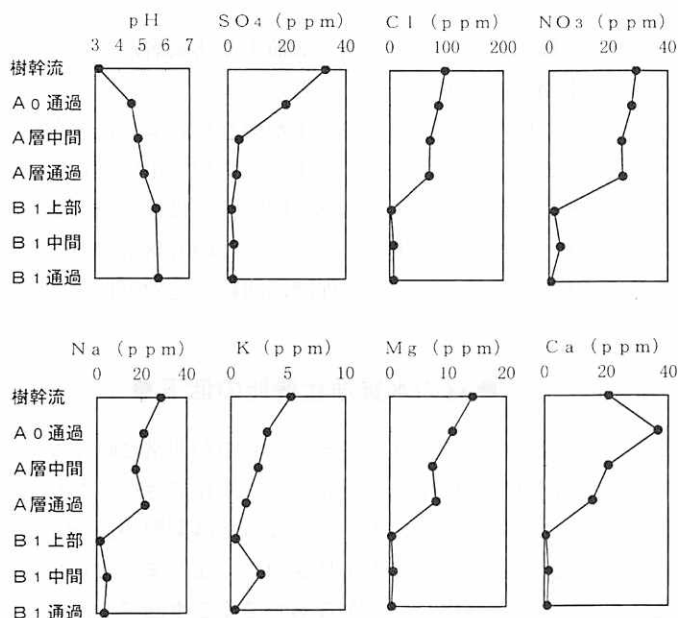 pH SO₄ (ppm) Cl (ppm) NO₃ (ppm)
3 4 5 6 7 0 20 40 0 100 200 0 20 40
樹幹流
A0通過
A層中間
A層通過
B1上部
B1中間
B1通過
Na (ppm) K (ppm) Mg (ppm) Ca (ppm)
0 20 40 0 5 10 0 10 20 0 20 40
樹幹流
A0通過
A層中間
A層通過
B1上部
B1中間
B1通過